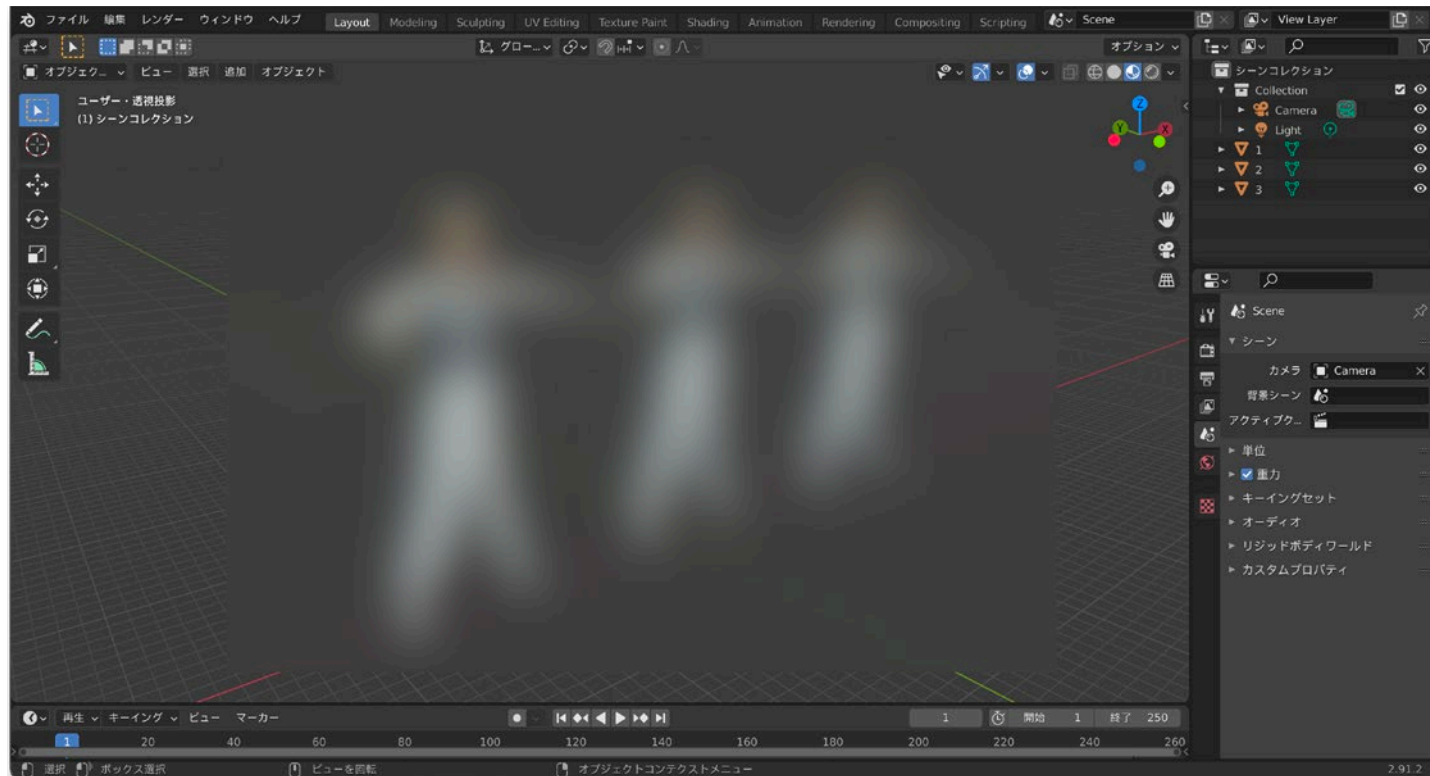 ファイル 編集 レンダー ウィンドウ ヘルプ Layout Modeling Sculpting UV Editing Texture Paint Shading Animation Rendering Compositing Scripting Scene View Layer
グロー... オプション
オブジェク... ビュー 選択 追加 オブジェクト
ユーザー・透視投影
(1) シーンコレクション
Z
Y
X
シーンコレクション
Collection
Camera
Light
1
2
3
Scene
シーン
カメラ Camera
背景シーン
アクティブク...
単位
重力
キーイングセット
オーディオ
リジッドボディワールド
カスタムプロパティ
再生 キーイング ビュー マーカー 1 開始 1 終了 250
1 20 40 60 80 100 120 140 160 180 200 220 240 260
選択 ボックス選択 ビューを回転 オブジェクトコンテクストメニュー 2.91.2